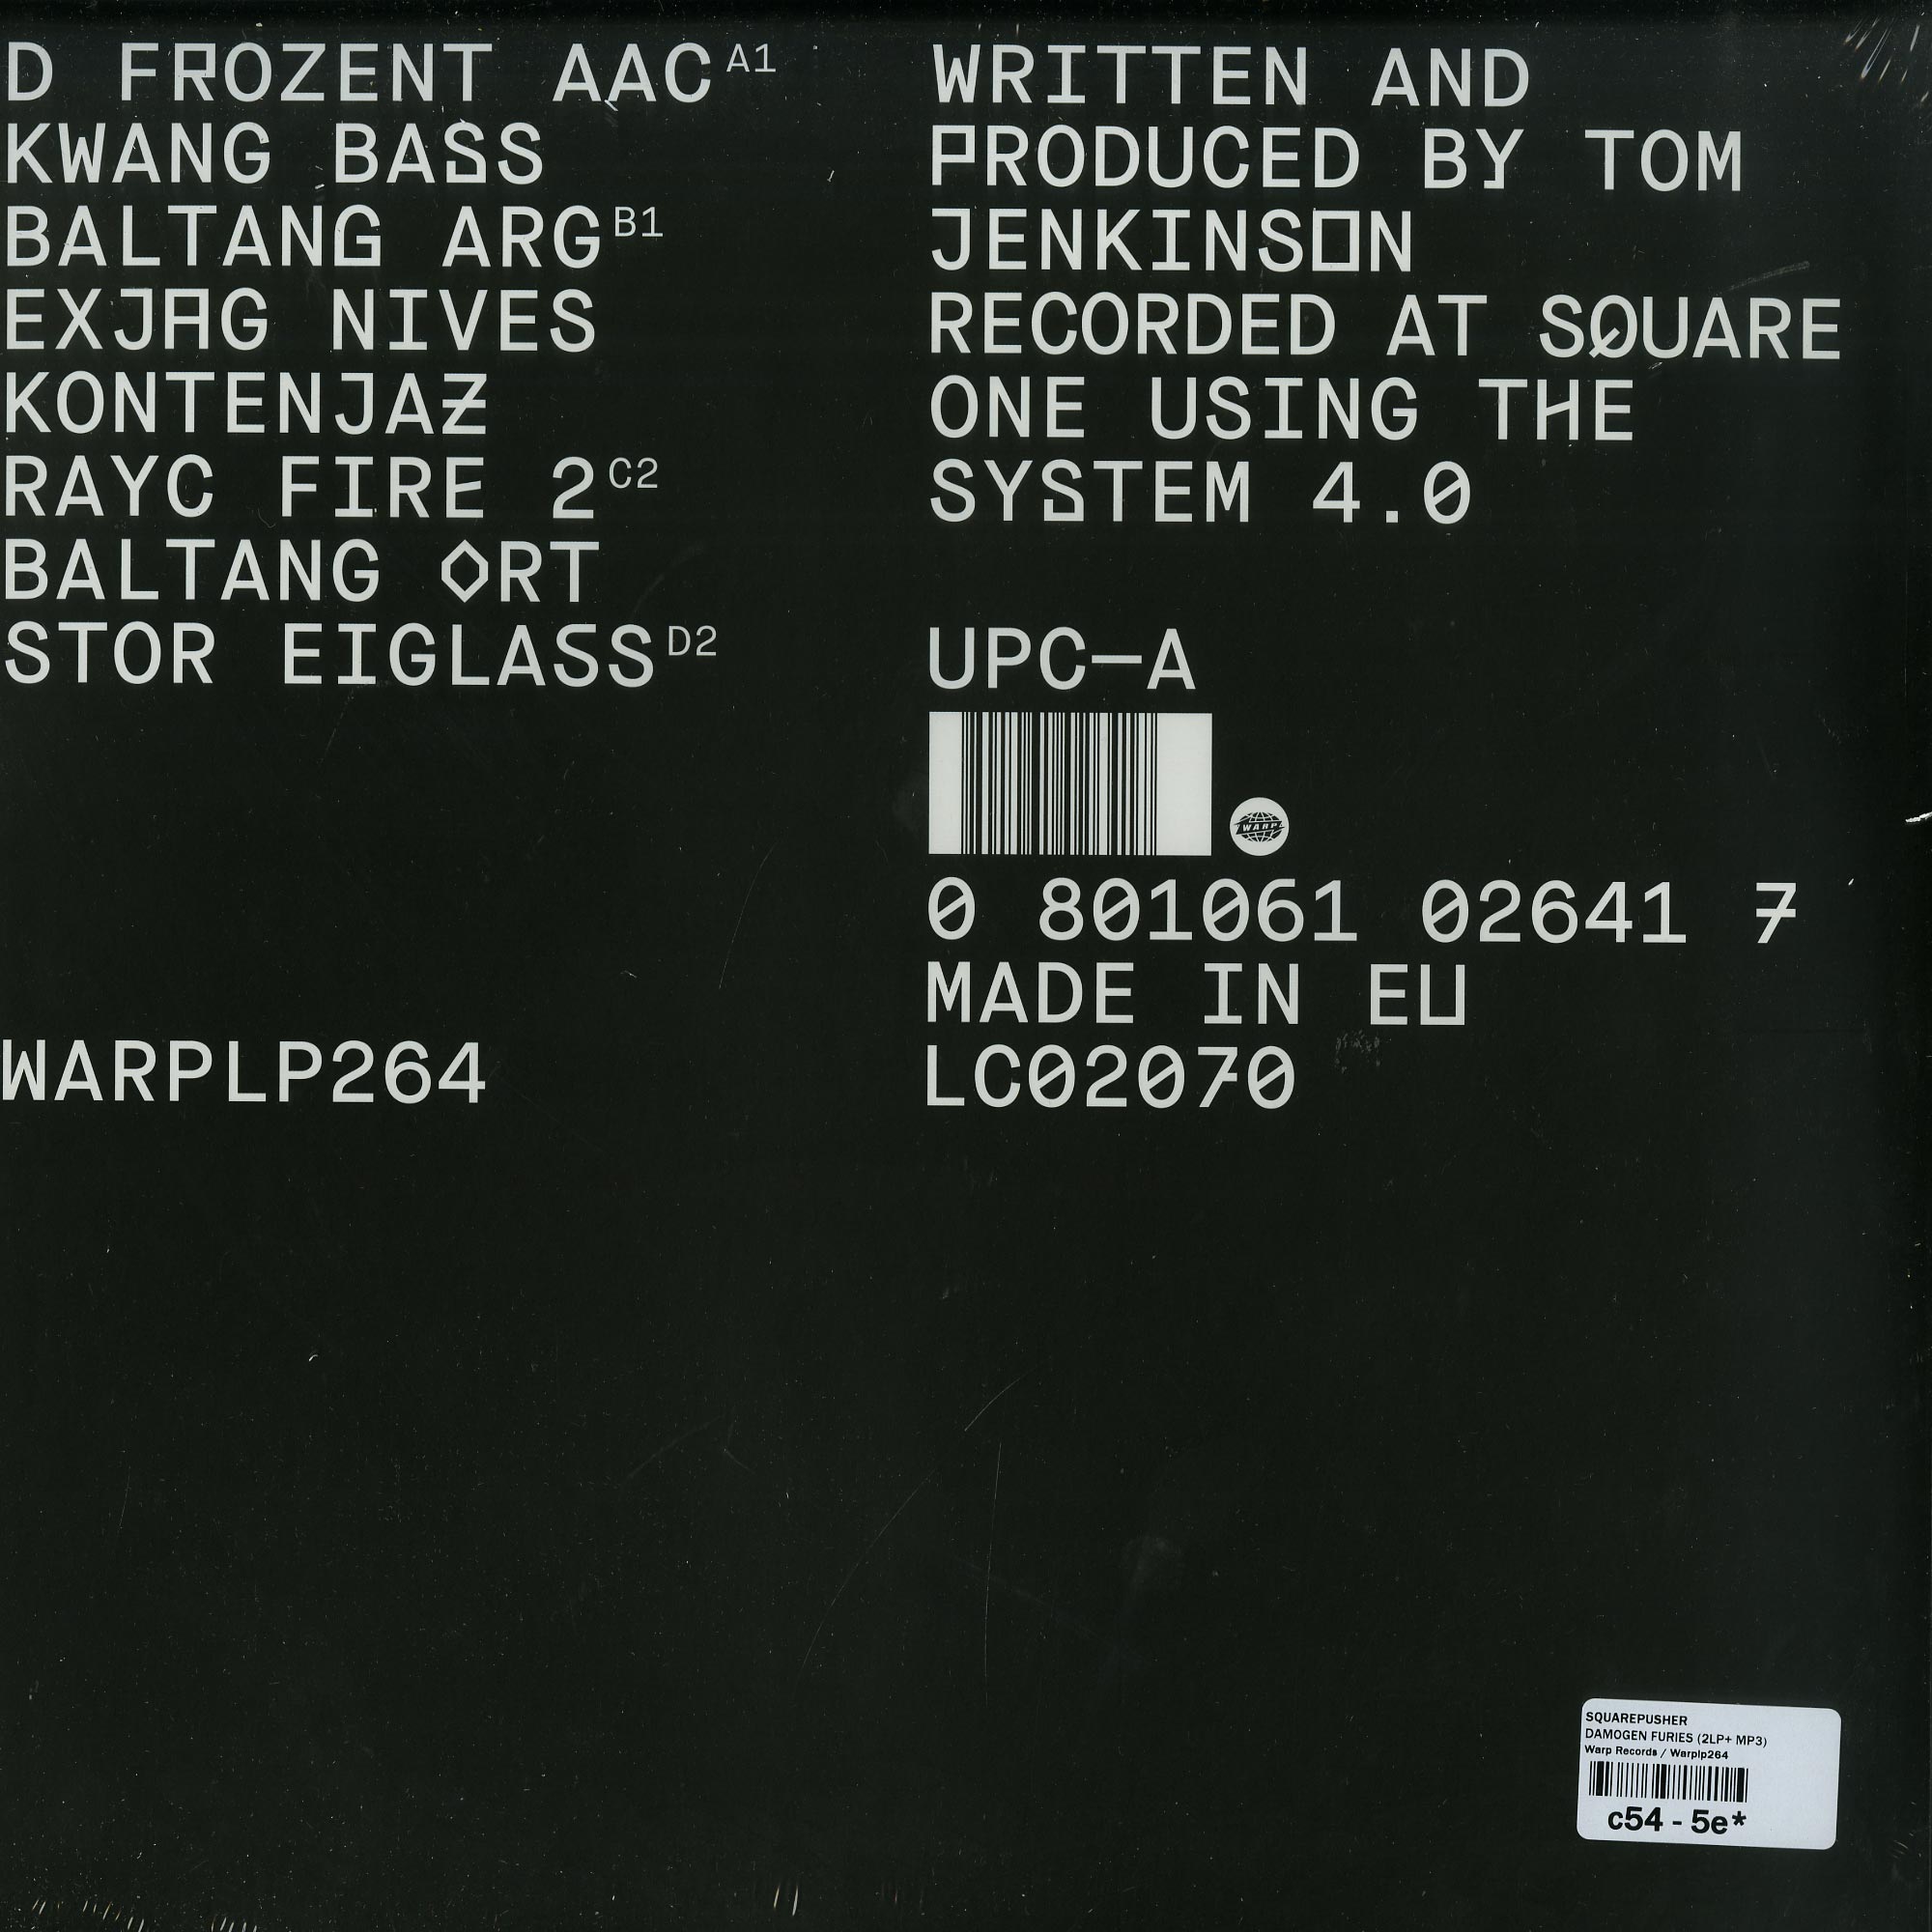 D FROZENT AAC A1
KWANG BASS
BALTANG ARG B1
EXJAG NIVES
KONTENJAZ
RAYC FIRE 2 C2
BALTANG ORT
STOR EIGLASS D2
WARPLP264
WRITTEN AND
PRODUCED BY TOM
JENKINSON
RECORDED AT SQUARE
ONE USING THE
SYSTEM 4.0
UPC—A
WARP
0 801061 02641 7
MADE IN EU
LC02070
SQUAREPUSHER
DAMOGEN FURIES (2LP+ MP3)
Warp Records / Warplp264
c54 - 5e*